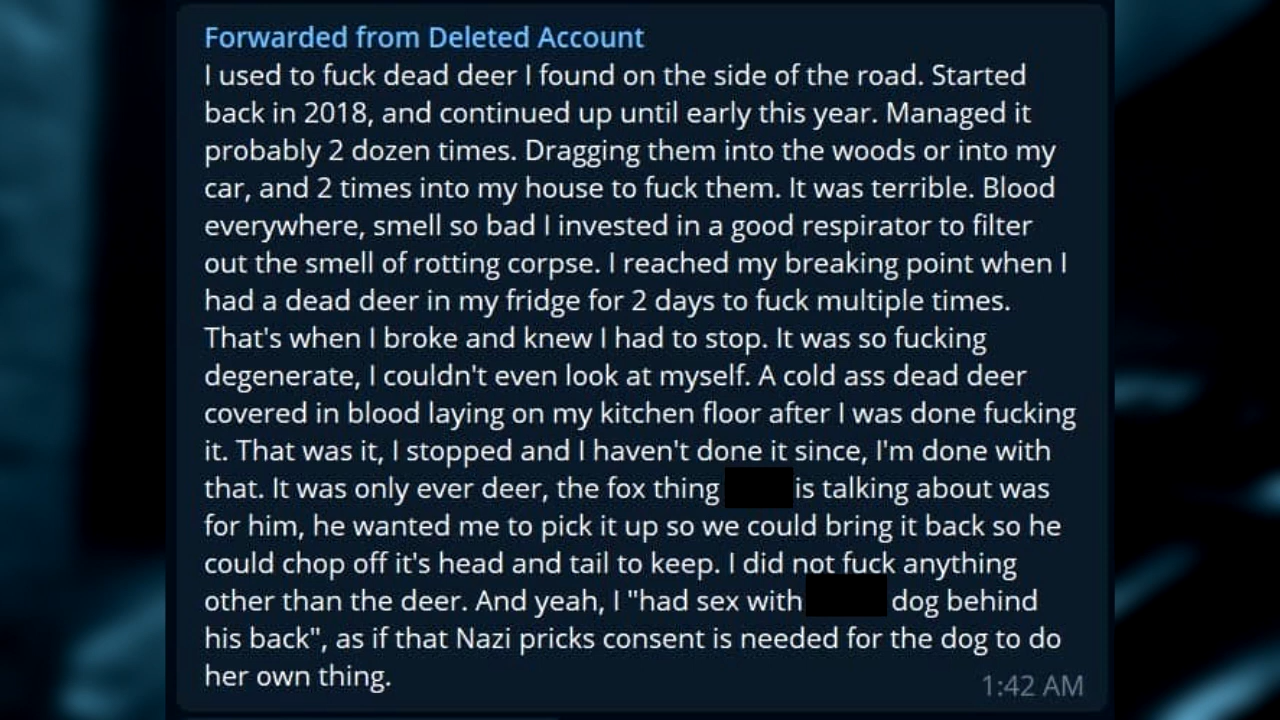 Forwarded from Deleted Account
I used to fuck dead deer I found on the side of the road. Started
back in 2018, and continued up until early this year. Managed it
probably 2 dozen times. Dragging them into the woods or into my
car, and 2 times into my house to fuck them. It was terrible. Blood
everywhere, smell so bad I invested in a good respirator to filter
out the smell of rotting corpse. I reached my breaking point when I
had a dead deer in my fridge for 2 days to fuck multiple times.
That's when I broke and knew I had to stop. It was so fucking
degenerate, I couldn't even look at myself. A cold ass dead deer
covered in blood laying on my kitchen floor after I was done fucking
it. That was it, I stopped and I haven't done it since, I'm done with
that. It was only ever deer, the fox thing is talking about was
for him, he wanted me to pick it up so we could bring it back so he
could chop off it's head and tail to keep. I did not fuck anything
other than the deer. And yeah, I "had sex with dog behind
his back", as if that Nazi pricks consent is needed for the dog to do
her own thing.
1:42 AM